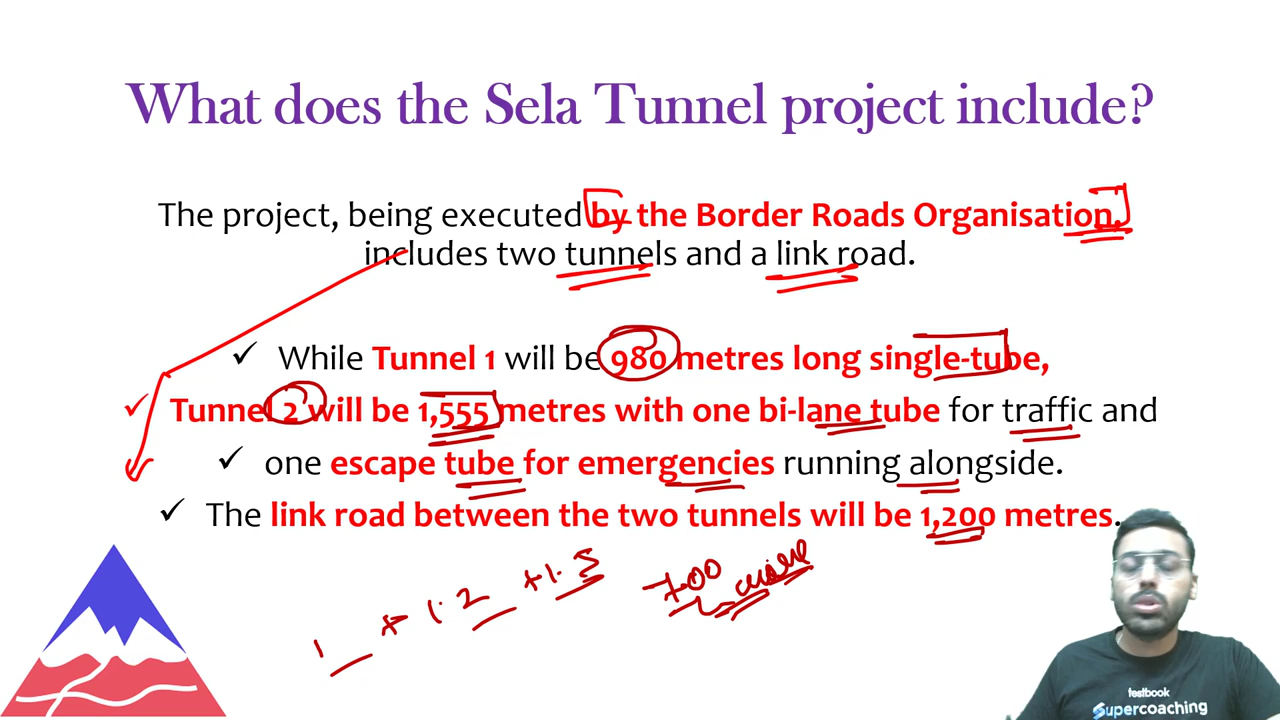 What does the Sela Tunnel project include?
The project, being executed by the Border Roads Organisation,
includes two tunnels and a link road.
✓ While Tunnel 1 will be 980 metres long single-tube,
✓ Tunnel 2 will be 1,555 metres with one bi-lane tube for traffic and
✓ one escape tube for emergencies running alongside.
✓ The link road between the two tunnels will be 1,200 metres.
1 + 1.2 + 1.5
700 crore
testbook
Supercoaching